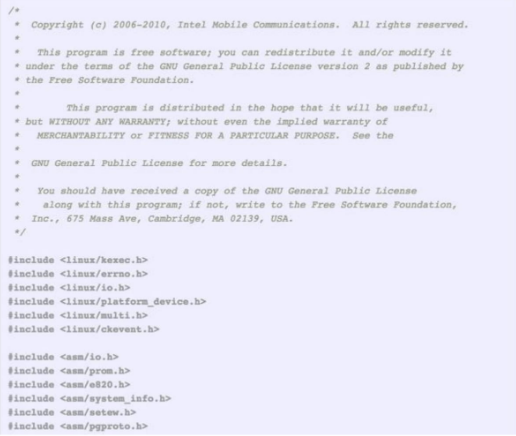 /*
 *  Copyright (c) 2006-2010, Intel Mobile Communications.  All rights reserved.
 *
 *   This program is free software; you can redistribute it and/or modify it
 * under the terms of the GNU General Public License version 2 as published by
 * the Free Software Foundation.
 *
 *        This program is distributed in the hope that it will be useful,
 * but WITHOUT ANY WARRANTY; without even the implied warranty of
 *   MERCHANTABILITY or FITNESS FOR A PARTICULAR PURPOSE.  See the
 *
 *  GNU General Public License for more details.
 *
 *   You should have received a copy of the GNU General Public License
 *    along with this program; if not, write to the Free Software Foundation,
 *  Inc., 675 Mass Ave, Cambridge, MA 02139, USA.
 */

#include <linux/kexec.h>
#include <linux/errno.h>
#include <linux/io.h>
#include <linux/platform_device.h>
#include <linux/multi.h>
#include <linux/ckevent.h>

#include <asm/io.h>
#include <asm/prom.h>
#include <asm/e820.h>
#include <asm/system_info.h>
#include <asm/setew.h>
#include <asm/pgproto.h>